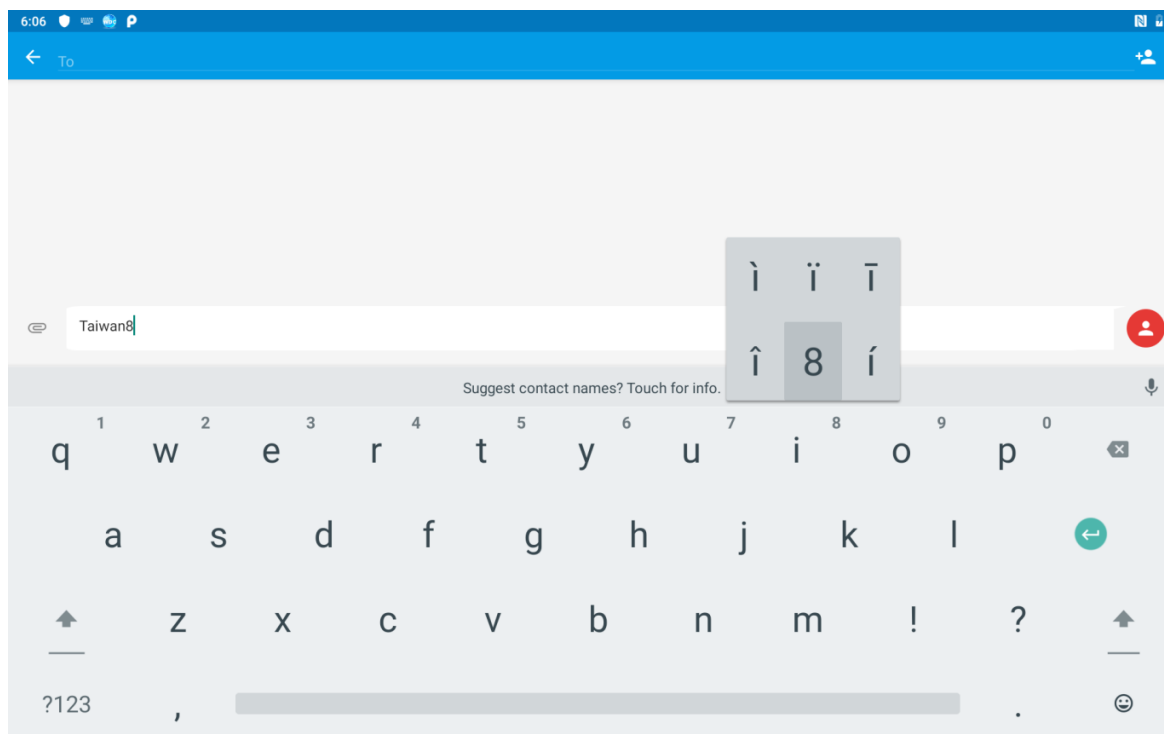 6:06
To
ì ï ī
Taiwan8
î 8 í
Suggest contact names? Touch for info.
1 2 3 4 5 6 7 8 9 0
q w e r t y u i o p
a s d f g h j k l
z x c v b n m ! ?
?123 , .